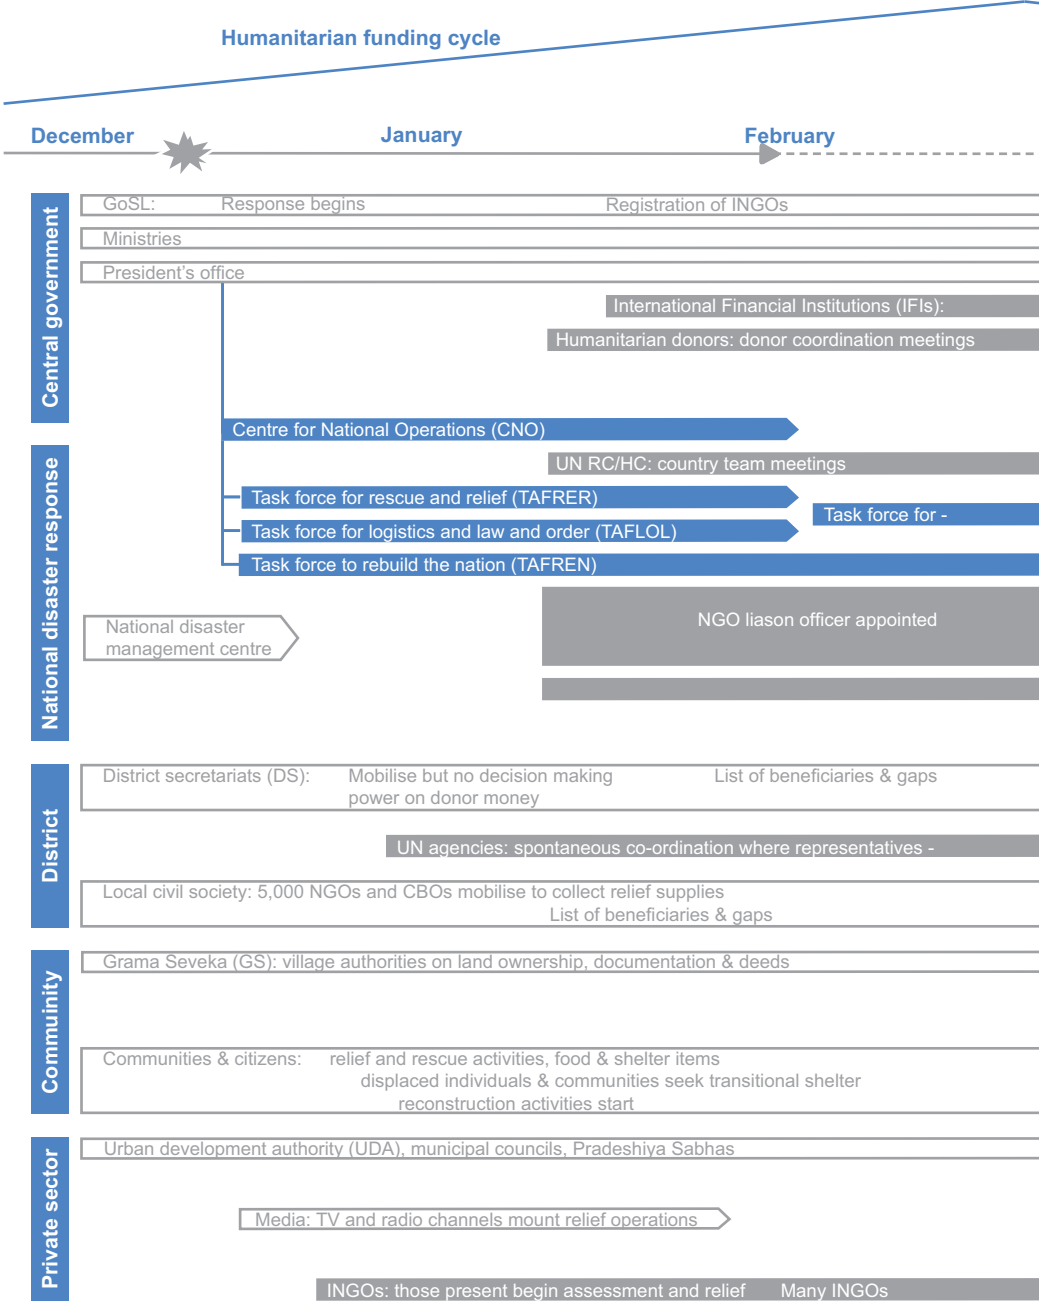 Humanitarian funding cycle
December
January
February
Central government
GoSL: Response begins Registration of INGOs
Ministries
President's office
International Financial Institutions (IFIs):
Humanitarian donors: donor coordination meetings
Centre for National Operations (CNO)
National disaster response
UN RC/HC: country team meetings
Task force for rescue and relief (TAFRER)
Task force for -
Task force for logistics and law and order (TAFLOL)
Task force to rebuild the nation (TAFREN)
National disaster
management centre
NGO liason officer appointed
District
District secretariats (DS): Mobilise but no decision making List of beneficiaries & gaps
power on donor money
UN agencies: spontaneous co-ordination where representatives -
Local civil society: 5,000 NGOs and CBOs mobilise to collect relief supplies
List of beneficiaries & gaps
Commuinity
Grama Seveka (GS): village authorities on land ownership, documentation & deeds
Communities & citizens: relief and rescue activities, food & shelter items
displaced individuals & communities seek transitional shelter
reconstruction activities start
Private sector
Urban development authority (UDA), municipal councils, Pradeshiya Sabhas
Media: TV and radio channels mount relief operations
INGOs: those present begin assessment and relief Many INGOs